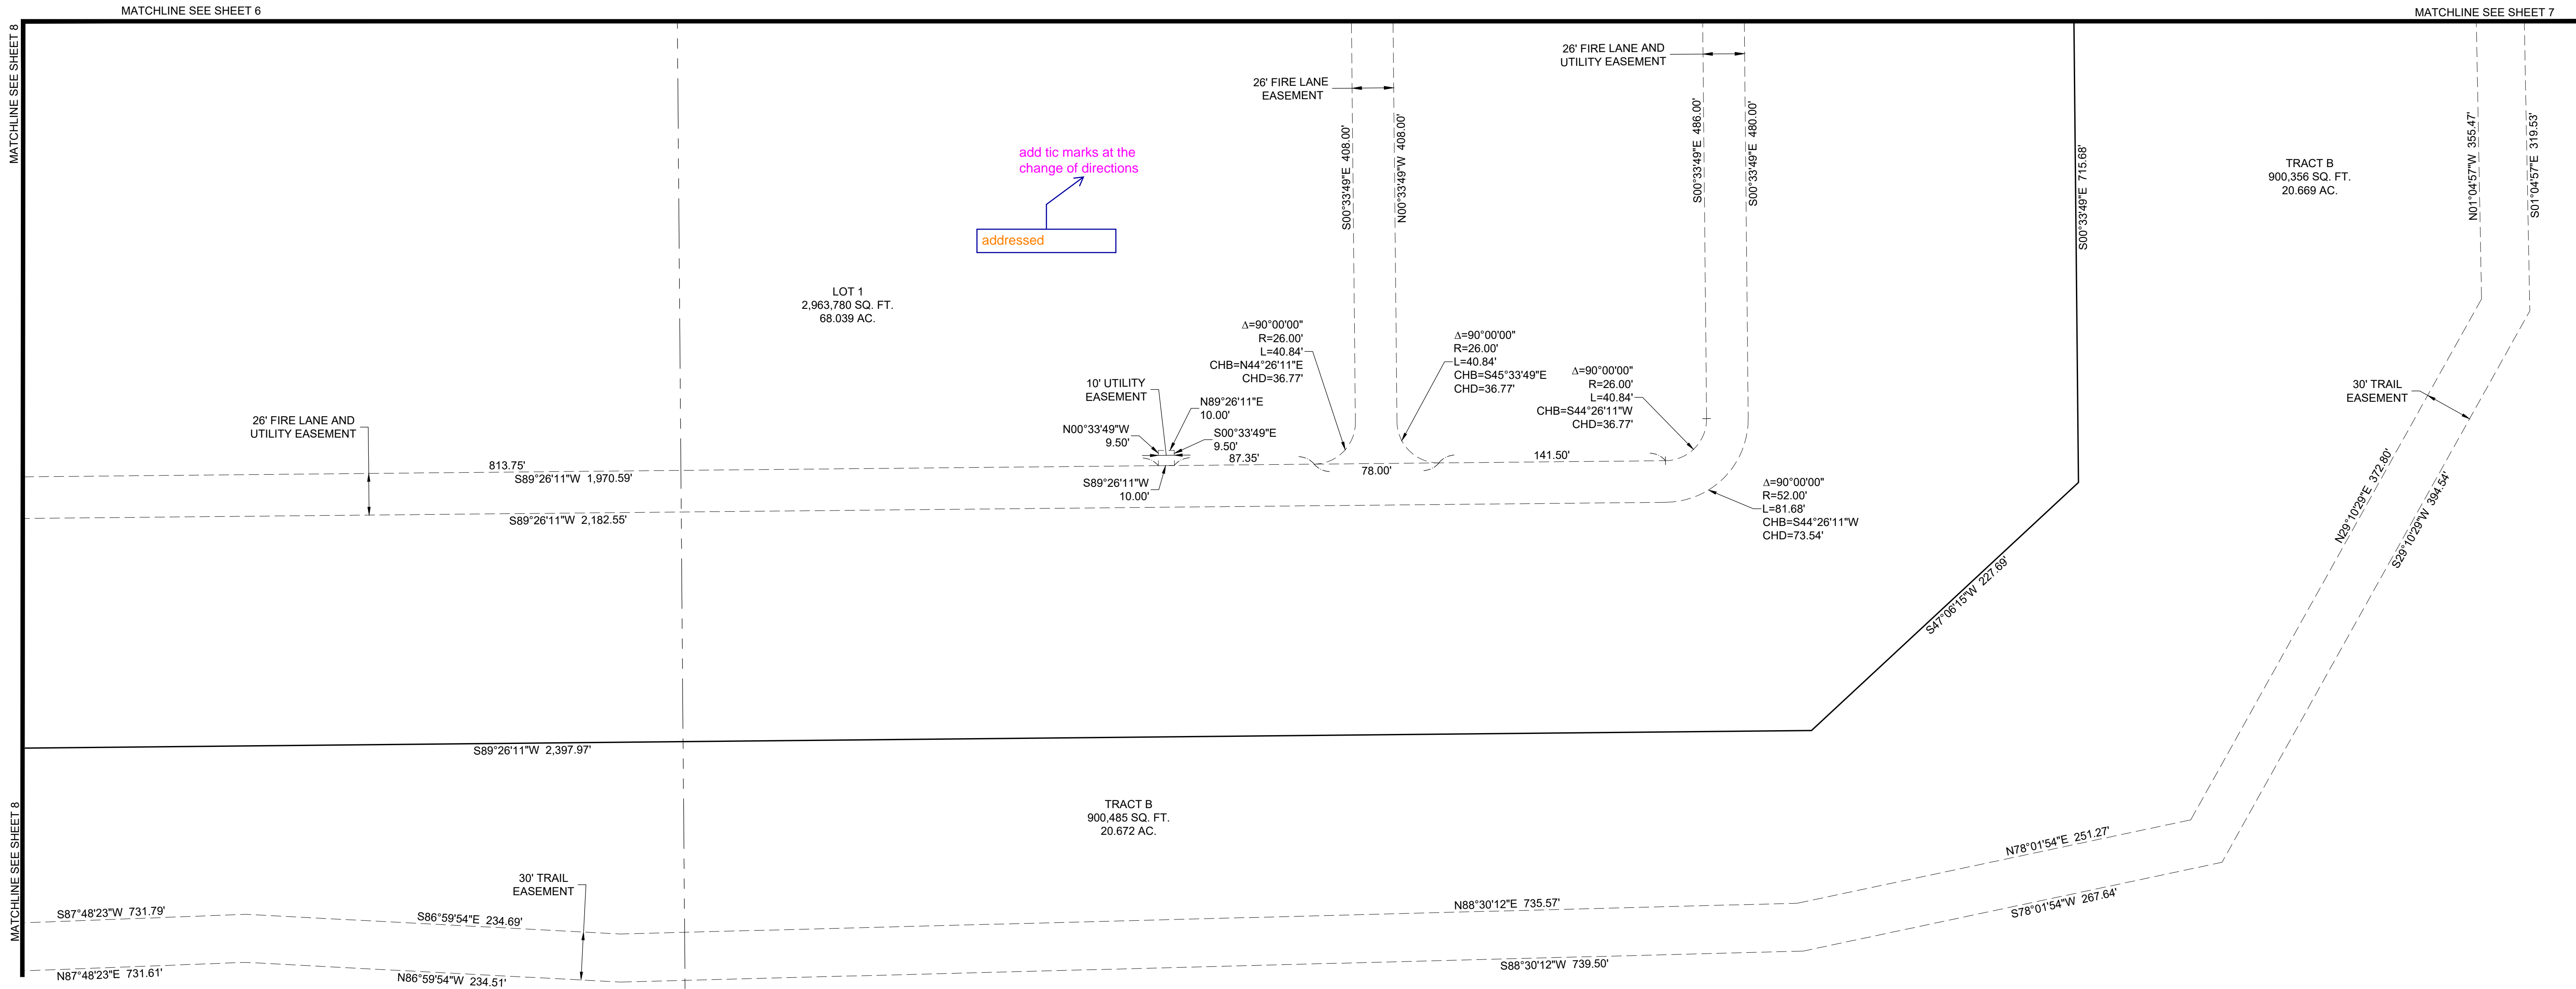 MATCHLINE SEE SHEET 6
MATCHLINE SEE SHEET 7
MATCHLINE SEE SHEET 8
26' FIRE LANE AND
UTILITY EASEMENT
26' FIRE LANE
EASEMENT
add tic marks at the
change of directions
addressed
S00°33'49"E 408.00'
N00°33'49"W 408.00'
S00°33'49"E 486.00'
S00°33'49"E 480.00'
S00°33'49"E 715.68'
TRACT B
900,356 SQ. FT.
20.669 AC.
N01°04'57"W 355.47'
S01°04'57"E 319.53'
LOT 1
2,963,780 SQ. FT.
68.039 AC.
Δ=90°00'00"
R=26.00'
L=40.84'
CHB=N44°26'11"E
CHD=36.77'
Δ=90°00'00"
R=26.00'
L=40.84'
CHB=S45°33'49"E
CHD=36.77'
Δ=90°00'00"
R=26.00'
L=40.84'
CHB=S44°26'11"W
CHD=36.77'
10' UTILITY
EASEMENT
N89°26'11"E
10.00'
N00°33'49"W
9.50'
S00°33'49"E
9.50'
S89°26'11"W
10.00'
87.35'
78.00'
141.50'
26' FIRE LANE AND
UTILITY EASEMENT
813.75'
S89°26'11"W 1,970.59'
S89°26'11"W 2,182.55'
Δ=90°00'00"
R=52.00'
L=81.68'
CHB=S44°26'11"W
CHD=73.54'
30' TRAIL
EASEMENT
N29°10'29"E 372.80'
S29°10'29"W 394.54'
S47°06'15"W 227.69'
S89°26'11"W 2,397.97'
MATCHLINE SEE SHEET 8
TRACT B
900,485 SQ. FT.
20.672 AC.
30' TRAIL
EASEMENT
N78°01'54"E 251.27'
S78°01'54"W 267.64'
S87°48'23"W 731.79'
S86°59'54"E 234.69'
N88°30'12"E 735.57'
N87°48'23"E 731.61'
N86°59'54"W 234.51'
S88°30'12"W 739.50'